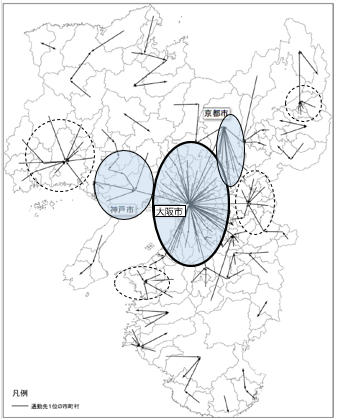 京都市
神戸市
大阪市
凡例
通勤先1位の市町村